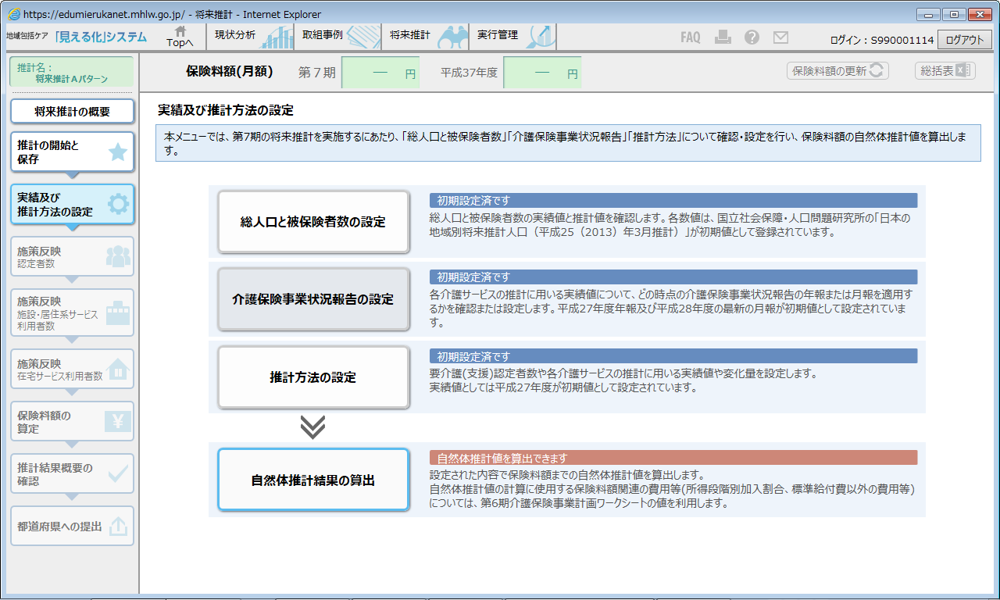 https://edumierukanet.mhlw.go.jp/ - 将来推計 - Internet Explorer
地域包括ケア「見える化」システム
Topへ
現状分析
取組事例
将来推計
実行管理
FAQ
ログイン：S990001114
ログアウト
推計名：
将来推計Aパターン
保険料額(月額)
第７期
― 円
平成37年度
― 円
保険料額の更新
総括表
将来推計の概要
推計の開始と
保存
実績及び
推計方法の設定
施策反映
認定者数
施策反映
施設・居住系サービス
利用者数
施策反映
在宅サービス利用者数
保険料額の
算定
¥
推計結果概要の
確認
都道府県への提出
実績及び推計方法の設定
本メニューでは、第7期の将来推計を実施するにあたり、「総人口と被保険者数」「介護保険事業状況報告」「推計方法」について確認・設定を行い、保険料額の自然体推計値を算出しま
す。
総人口と被保険者数の設定
初期設定済です
総人口と被保険者数の実績値と推計値を確認します。各数値は、国立社会保障・人口問題研究所の「日本の
地域別将来推計人口（平成25（2013）年3月推計）」が初期値として登録されています。
介護保険事業状況報告の設定
初期設定済です
各介護サービスの推計に用いる実績値について、どの時点の介護保険事業状況報告の年報または月報を適用す
るかを確認または設定します。平成27年度年報及び平成28年度の最新の月報が初期値として設定されていま
す。
推計方法の設定
初期設定済です
要介護(支援)認定者数や各介護サービスの推計に用いる実績値や変化量を設定します。
実績値としては平成27年度が初期値として設定されています。
自然体推計結果の算出
自然体推計値を算出できます
設定された内容で保険料額までの自然体推計値を算出します。
自然体推計値の計算に使用する保険料額関連の費用等(所得段階別加入割合、標準給付費以外の費用等)
については、第6期介護保険事業計画ワークシートの値を利用します。